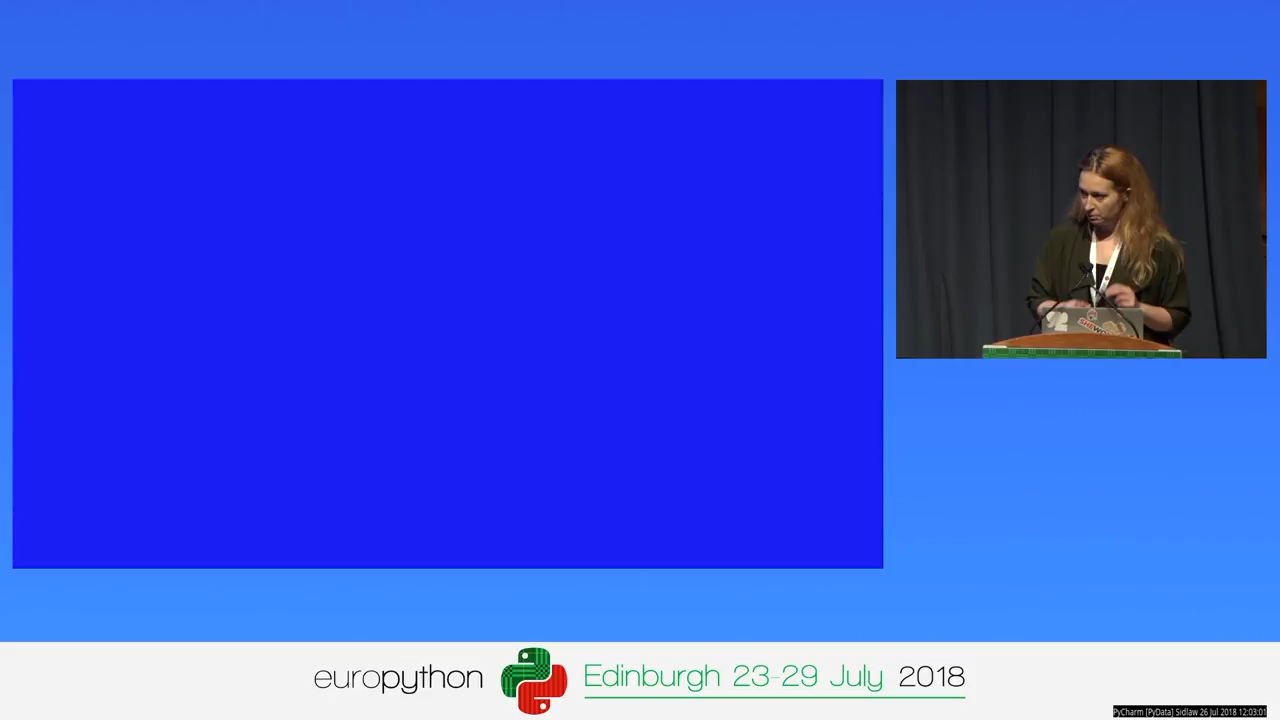 europython Edinburgh 23-29 July 2018
PyCharm [PyData] Sidlaw 26 Jul 2018 12:03:01